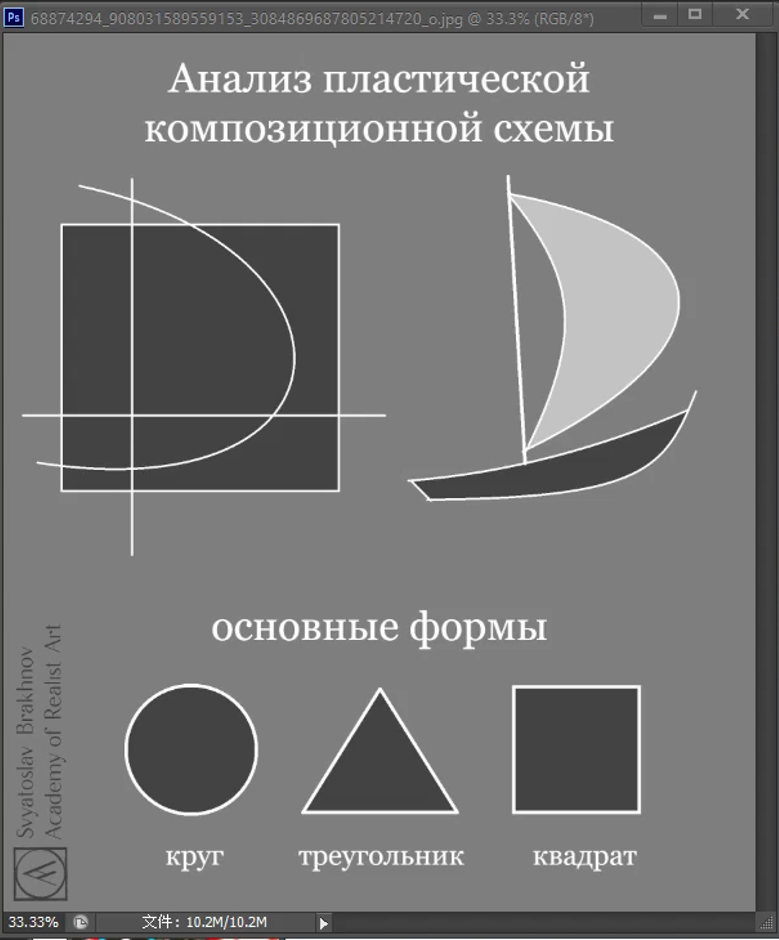 Ps 68874294_908031589559153_3084869687805214720_o.jpg @ 33.3% (RGB/8*)
Анализ пластической
композиционной схемы
основные формы
круг треугольник квадрат
Svyatoslav Brakhnov
Academy of Realist Art
33.33% 文件: 10.2M/10.2M